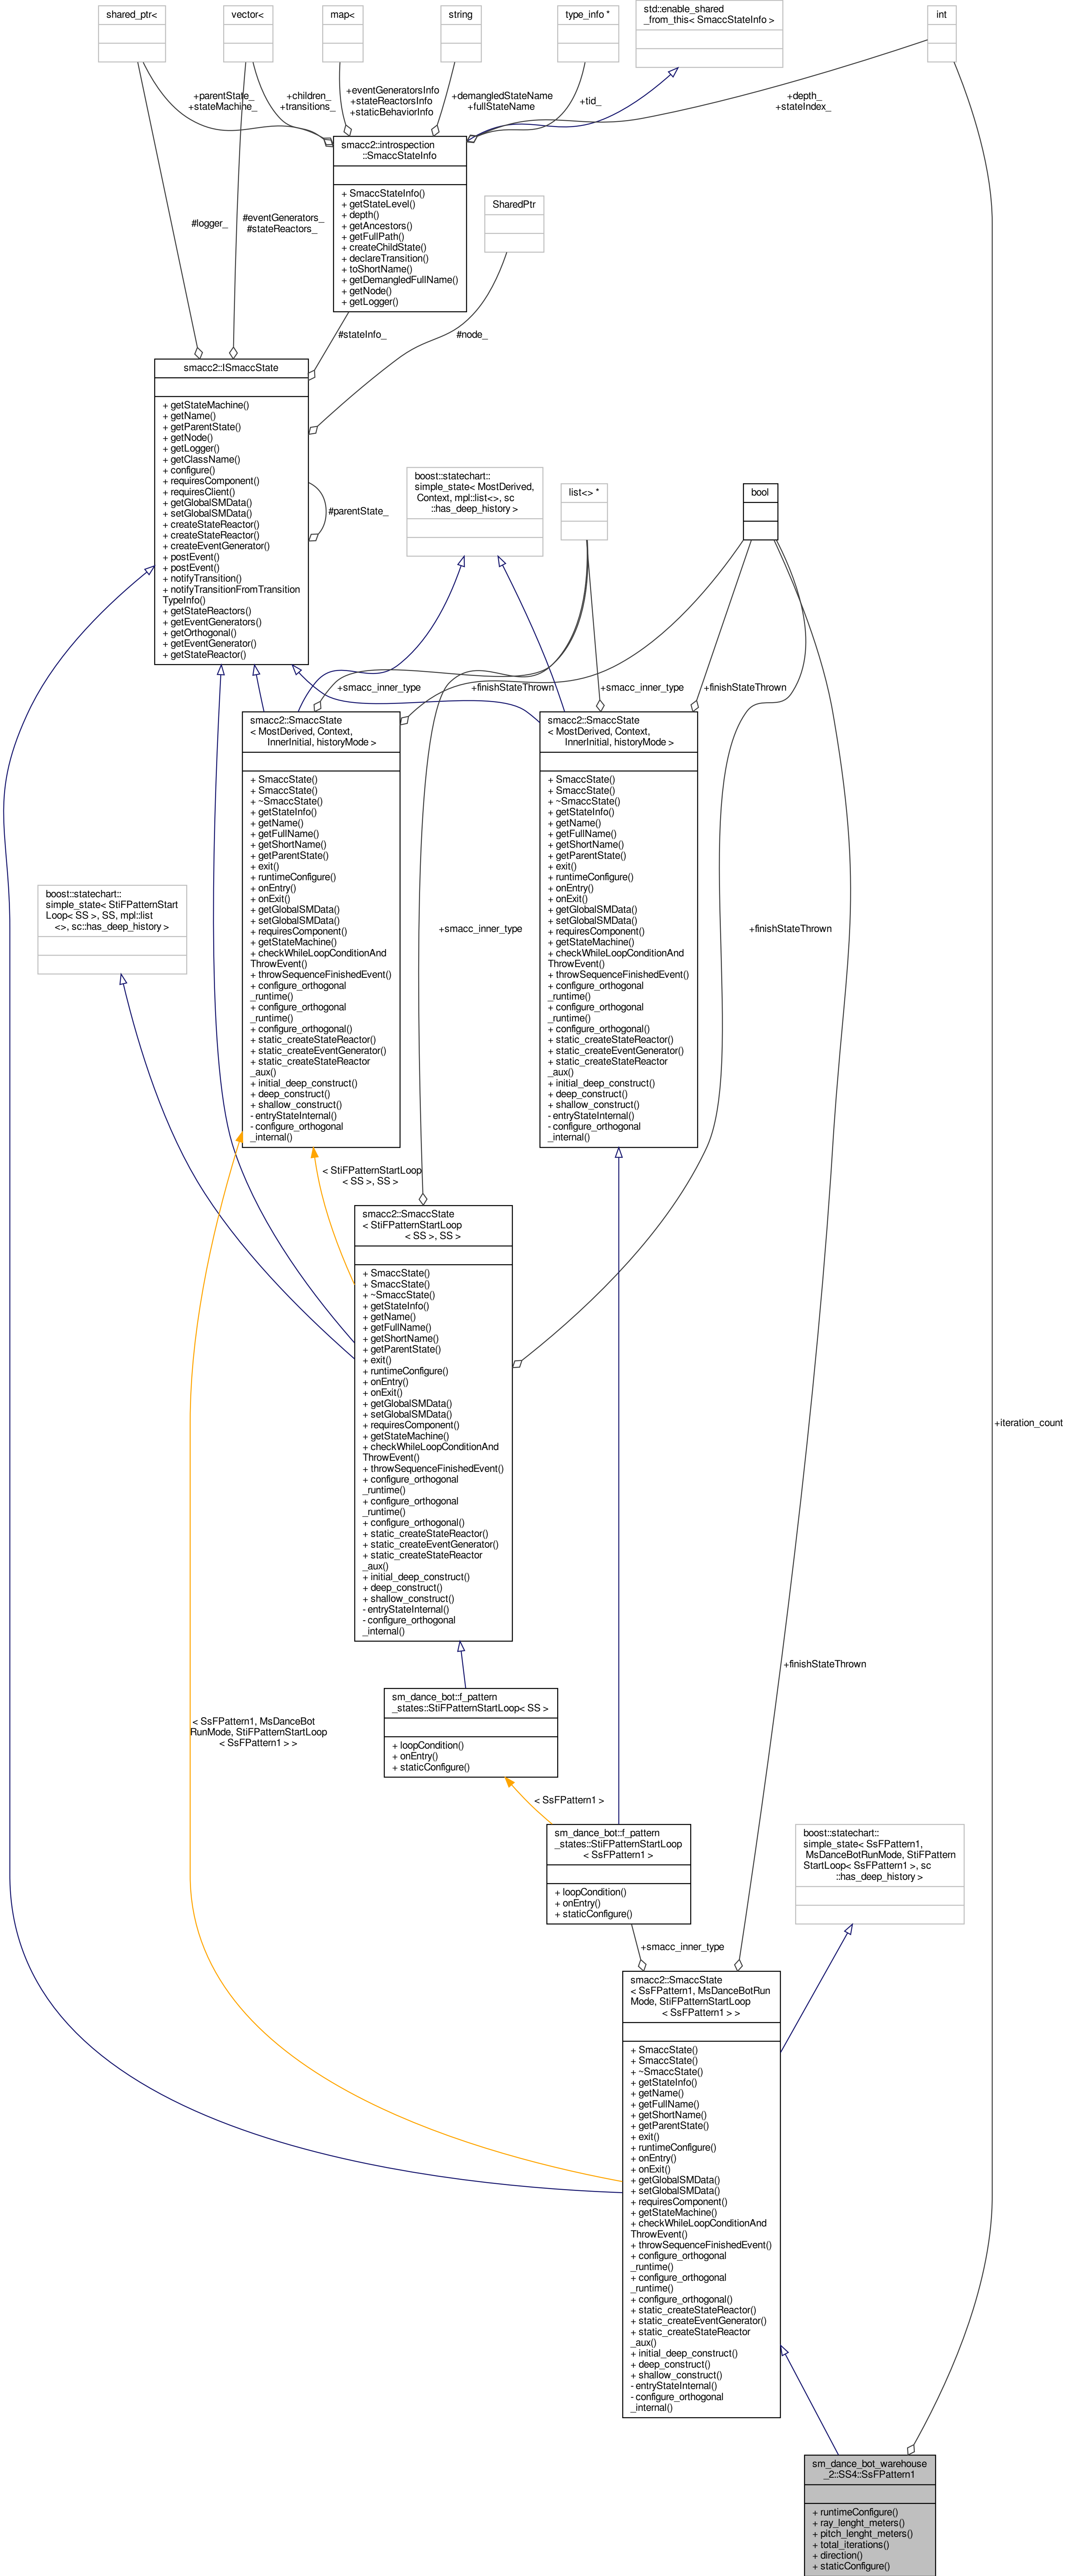 shared_ptr<
vector<
map<
string
type_info *
std::enable_shared
_from_this< SmaccStateInfo >
int
+parentState_
+stateMachine_
+children_
+transitions_
+eventGeneratorsInfo
+stateReactorsInfo
+staticBehaviorInfo
+demangledStateName
+fullStateName
+tid_
+depth_
+stateIndex_
smacc2::introspection
::SmaccStateInfo
+ SmaccStateInfo()
+ getStateLevel()
+ depth()
+ getAncestors()
+ getFullPath()
+ createChildState()
+ declareTransition()
+ toShortName()
+ getDemangledFullName()
+ getNode()
+ getLogger()
SharedPtr
#logger_
#eventGenerators_
#stateReactors_
#stateInfo_
#node_
smacc2::ISmaccState
+ getStateMachine()
+ getName()
+ getParentState()
+ getNode()
+ getLogger()
+ getClassName()
+ configure()
+ requiresComponent()
+ requiresClient()
+ getGlobalSMData()
+ setGlobalSMData()
+ createStateReactor()
+ createStateReactor()
+ createEventGenerator()
+ postEvent()
+ postEvent()
+ notifyTransition()
+ notifyTransitionFromTransition
TypeInfo()
+ getStateReactors()
+ getEventGenerators()
+ getOrthogonal()
+ getEventGenerator()
+ getStateReactor()
#parentState_
boost::statechart::
simple_state< MostDerived,
Context, mpl::list<>, sc
::has_deep_history >
list<> *
bool
+smacc_inner_type
+finishStateThrown
+smacc_inner_type
+finishStateThrown
smacc2::SmaccState
< MostDerived, Context,
InnerInitial, historyMode >
+ SmaccState()
+ SmaccState()
+ ~SmaccState()
+ getStateInfo()
+ getName()
+ getFullName()
+ getShortName()
+ getParentState()
+ exit()
+ runtimeConfigure()
+ onEntry()
+ onExit()
+ getGlobalSMData()
+ setGlobalSMData()
+ requiresComponent()
+ getStateMachine()
+ checkWhileLoopConditionAnd
ThrowEvent()
+ throwSequenceFinishedEvent()
+ configure_orthogonal
_runtime()
+ configure_orthogonal
_runtime()
+ configure_orthogonal()
+ static_createStateReactor()
+ static_createEventGenerator()
+ static_createStateReactor
_aux()
+ initial_deep_construct()
+ deep_construct()
+ shallow_construct()
- entryStateInternal()
- configure_orthogonal
_internal()
smacc2::SmaccState
< MostDerived, Context,
InnerInitial, historyMode >
+ SmaccState()
+ SmaccState()
+ ~SmaccState()
+ getStateInfo()
+ getName()
+ getFullName()
+ getShortName()
+ getParentState()
+ exit()
+ runtimeConfigure()
+ onEntry()
+ onExit()
+ getGlobalSMData()
+ setGlobalSMData()
+ requiresComponent()
+ getStateMachine()
+ checkWhileLoopConditionAnd
ThrowEvent()
+ throwSequenceFinishedEvent()
+ configure_orthogonal
_runtime()
+ configure_orthogonal
_runtime()
+ configure_orthogonal()
+ static_createStateReactor()
+ static_createEventGenerator()
+ static_createStateReactor
_aux()
+ initial_deep_construct()
+ deep_construct()
+ shallow_construct()
- entryStateInternal()
- configure_orthogonal
_internal()
boost::statechart::
simple_state< StiFPatternStart
Loop< SS >, SS, mpl::list
<>, sc::has_deep_history >
+smacc_inner_type
+finishStateThrown
< StiFPatternStartLoop
< SS >, SS >
smacc2::SmaccState
< StiFPatternStartLoop
< SS >, SS >
+ SmaccState()
+ SmaccState()
+ ~SmaccState()
+ getStateInfo()
+ getName()
+ getFullName()
+ getShortName()
+ getParentState()
+ exit()
+ runtimeConfigure()
+ onEntry()
+ onExit()
+ getGlobalSMData()
+ setGlobalSMData()
+ requiresComponent()
+ getStateMachine()
+ checkWhileLoopConditionAnd
ThrowEvent()
+ throwSequenceFinishedEvent()
+ configure_orthogonal
_runtime()
+ configure_orthogonal
_runtime()
+ configure_orthogonal()
+ static_createStateReactor()
+ static_createEventGenerator()
+ static_createStateReactor
_aux()
+ initial_deep_construct()
+ deep_construct()
+ shallow_construct()
- entryStateInternal()
- configure_orthogonal
_internal()
+iteration_count
+finishStateThrown
sm_dance_bot::f_pattern
_states::StiFPatternStartLoop< SS >
+ loopCondition()
+ onEntry()
+ staticConfigure()
< SsFPattern1, MsDanceBot
RunMode, StiFPatternStartLoop
< SsFPattern1 > >
< SsFPattern1 >
sm_dance_bot::f_pattern
_states::StiFPatternStartLoop
< SsFPattern1 >
+ loopCondition()
+ onEntry()
+ staticConfigure()
boost::statechart::
simple_state< SsFPattern1,
MsDanceBotRunMode, StiFPattern
StartLoop< SsFPattern1 >, sc
::has_deep_history >
+smacc_inner_type
smacc2::SmaccState
< SsFPattern1, MsDanceBotRun
Mode, StiFPatternStartLoop
< SsFPattern1 > >
+ SmaccState()
+ SmaccState()
+ ~SmaccState()
+ getStateInfo()
+ getName()
+ getFullName()
+ getShortName()
+ getParentState()
+ exit()
+ runtimeConfigure()
+ onEntry()
+ onExit()
+ getGlobalSMData()
+ setGlobalSMData()
+ requiresComponent()
+ getStateMachine()
+ checkWhileLoopConditionAnd
ThrowEvent()
+ throwSequenceFinishedEvent()
+ configure_orthogonal
_runtime()
+ configure_orthogonal
_runtime()
+ configure_orthogonal()
+ static_createStateReactor()
+ static_createEventGenerator()
+ static_createStateReactor
_aux()
+ initial_deep_construct()
+ deep_construct()
+ shallow_construct()
- entryStateInternal()
- configure_orthogonal
_internal()
sm_dance_bot_warehouse
_2::SS4::SsFPattern1
+ runtimeConfigure()
+ ray_lenght_meters()
+ pitch_lenght_meters()
+ total_iterations()
+ direction()
+ staticConfigure()